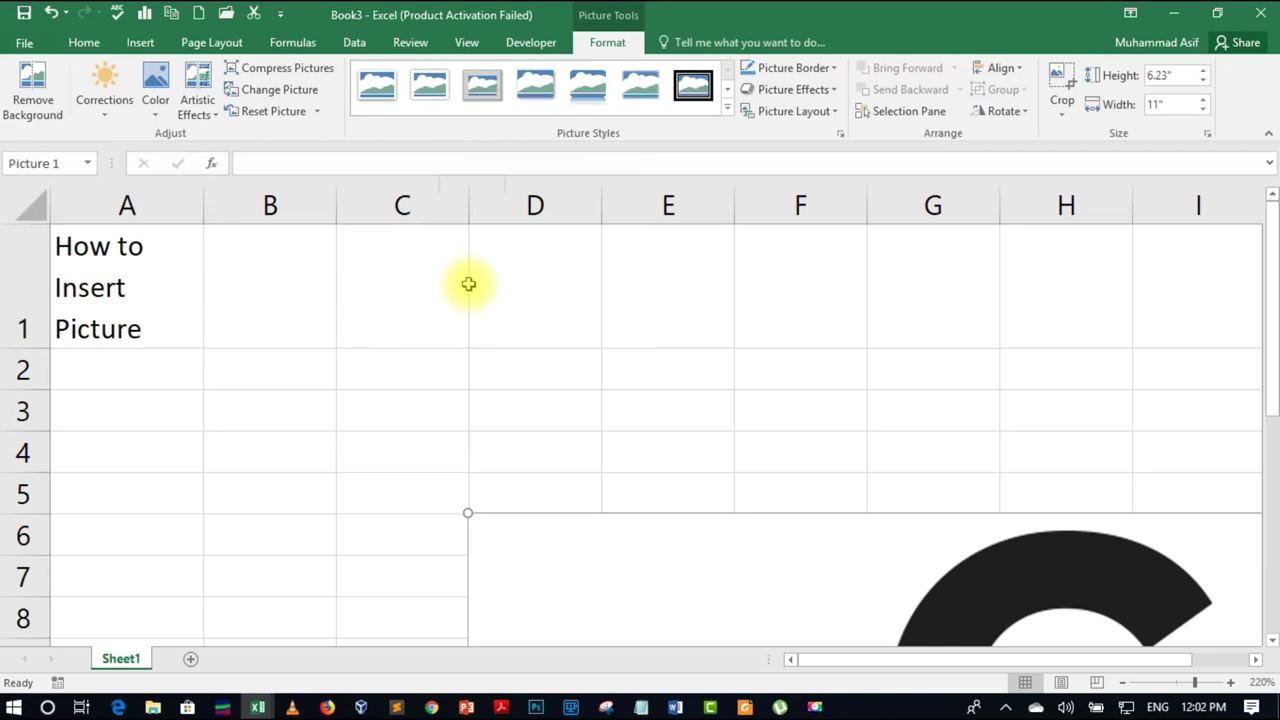 Book3 - Excel (Product Activation Failed)
Picture Tools
File
Home
Insert
Page Layout
Formulas
Data
Review
View
Developer
Format
Tell me what you want to do...
Muhammad Asif
Share
Remove
Background
Corrections
Color
Artistic
Effects
Compress Pictures
Change Picture
Reset Picture
Adjust
Picture Styles
Picture Border
Picture Effects
Picture Layout
Bring Forward
Send Backward
Selection Pane
Align
Group
Rotate
Arrange
Crop
Height: 6.23"
Width: 11"
Size
Picture 1
fx
A B C D E F G H I
How to
Insert
1 Picture
2
3
4
5
6
7
8
Sheet1
Ready
220%
ENG
12:02 PM